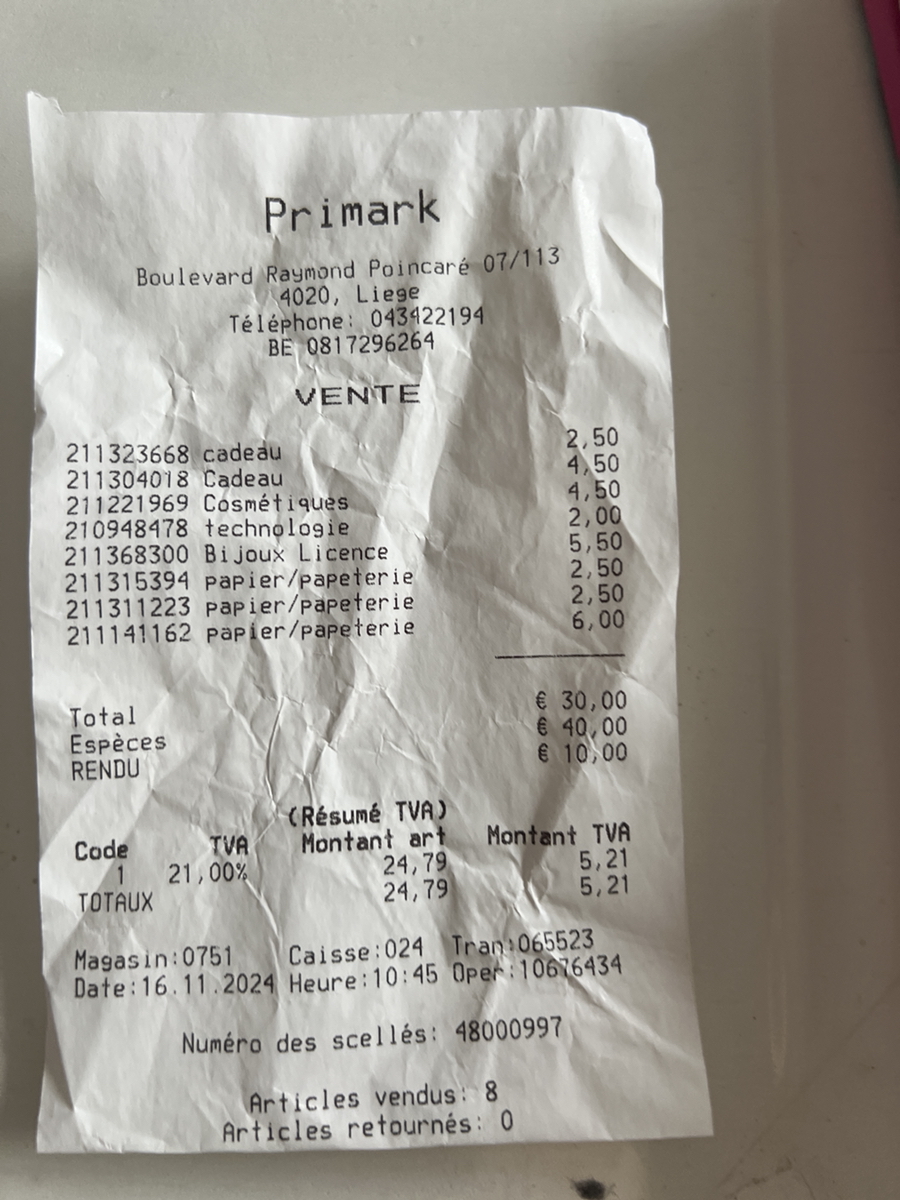 Primark
Boulevard Raymond Poincaré 07/113
4020, Liege
Téléphone: 043422194
BE 0817296264
VENTE
211323668 cadeau 2,50
211304018 Cadeau 4,50
211221969 Cosmétiques 4,50
210948478 technologie 2,00
211368300 Bijoux Licence 5,50
211315394 papier/papeterie 2,50
211311223 papier/papeterie 2,50
211141162 papier/papeterie 6,00
Total € 30,00
Espèces € 40,00
RENDU € 10,00
(Résumé TVA)
Code TVA Montant art Montant TVA
1 21,00% 24,79 5,21
TOTAUX 24,79 5,21
Magasin:0751 Caisse:024 Tran:065523
Date:16.11.2024 Heure:10:45 Oper:10676434
Numéro des scellés: 48000997
Articles vendus: 8
Articles retournés: 0